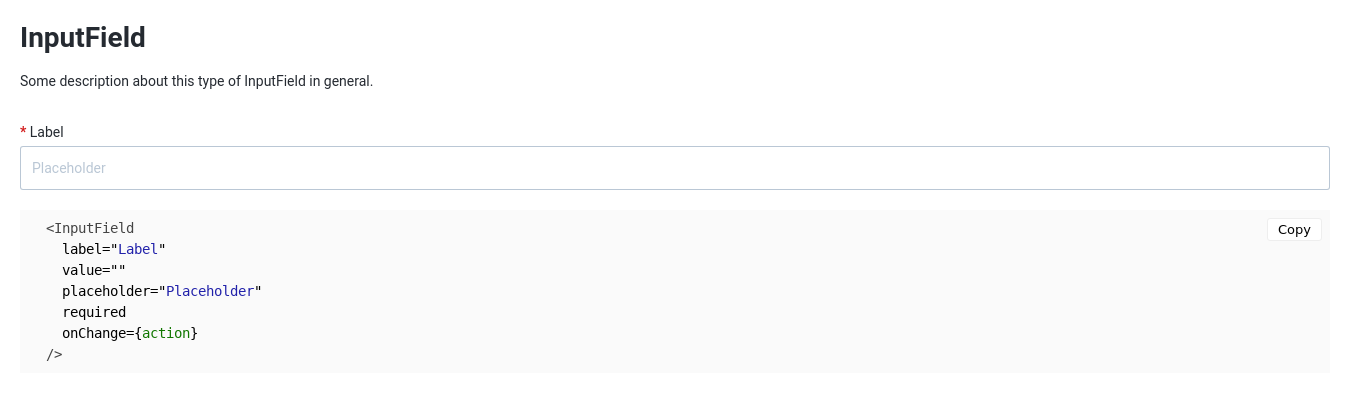 InputField
Some description about this type of InputField in general.
* Label
Placeholder
<InputField
Copy
label="Label"
value=""
placeholder="Placeholder"
required
onChange={action}
/>